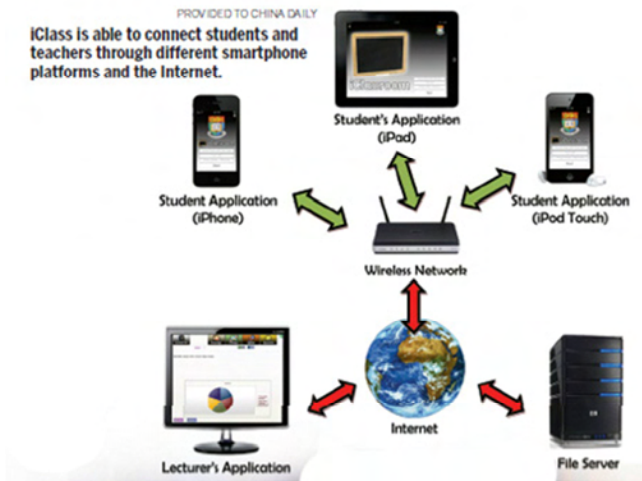 PROVIDED TO CHINA DAILY
iClass is able to connect students and
teachers through different smartphone
platforms and the Internet.
iClassroom
Student's Application
(iPad)
Student Application
(iPhone)
Student Application
(iPod Touch)
Wireless Network
Internet
Lecturer's Application
File Server